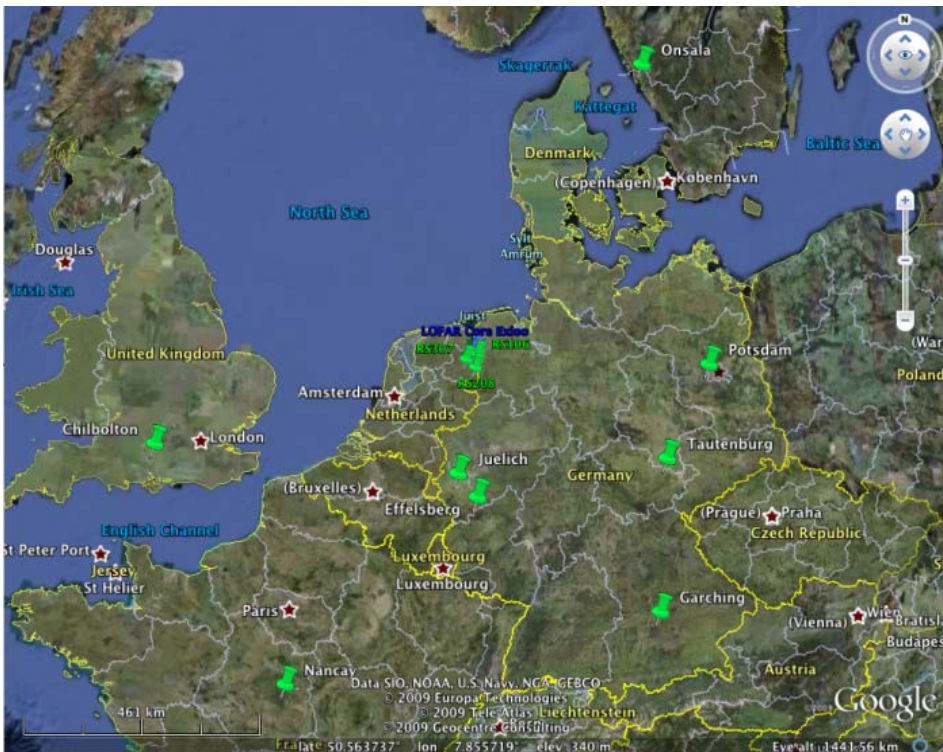 N
Onsala
Skagerrak
Kattegat
Denmark
Baltic Sea
(Copenhagen) København
North Sea
Sylt
Amrum
Douglas
Irish Sea
Juist
LOFAR Core Exloo
RS307 RS106
RS208
United Kingdom
Potsdam
(War
Poland
Amsterdam
Netherlands
Chilbolton
London
Tautenburg
Juelich
Germany
(Bruxelles)
Effelsberg
(Prague) Praha
English Channel
Czech Republic
St Peter Port
Luxembourg
Jersey
Luxembourg
St Helier
Garching
Paris
(Vienna) Wien
Bratisla
Budapes
Nancay
Austria
Data SIO, NOAA, U.S. Navy, NGA, GEBCO
© 2009 Europa Technologies
© 2009 Tele Atlas Liechtenstein
© 2009 Geocentre Consulting
461 km
Google
lat 50.563737° lon 7.855719° elev 340 m Eye alt 1441.56 km